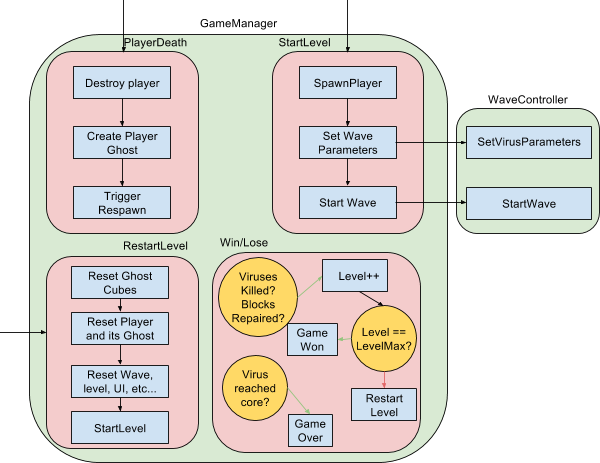 GameManager
PlayerDeath
Destroy player
Create Player
Ghost
Trigger
Respawn
StartLevel
SpawnPlayer
Set Wave
Parameters
Start Wave
WaveController
SetVirusParameters
StartWave
RestartLevel
Reset Ghost
Cubes
Reset Player
and its Ghost
Reset Wave,
level, UI, etc...
StartLevel
Win/Lose
Viruses
Killed?
Blocks
Repaired?
Level++
Level ==
LevelMax?
Game
Won
Restart
Level
Virus
reached
core?
Game
Over